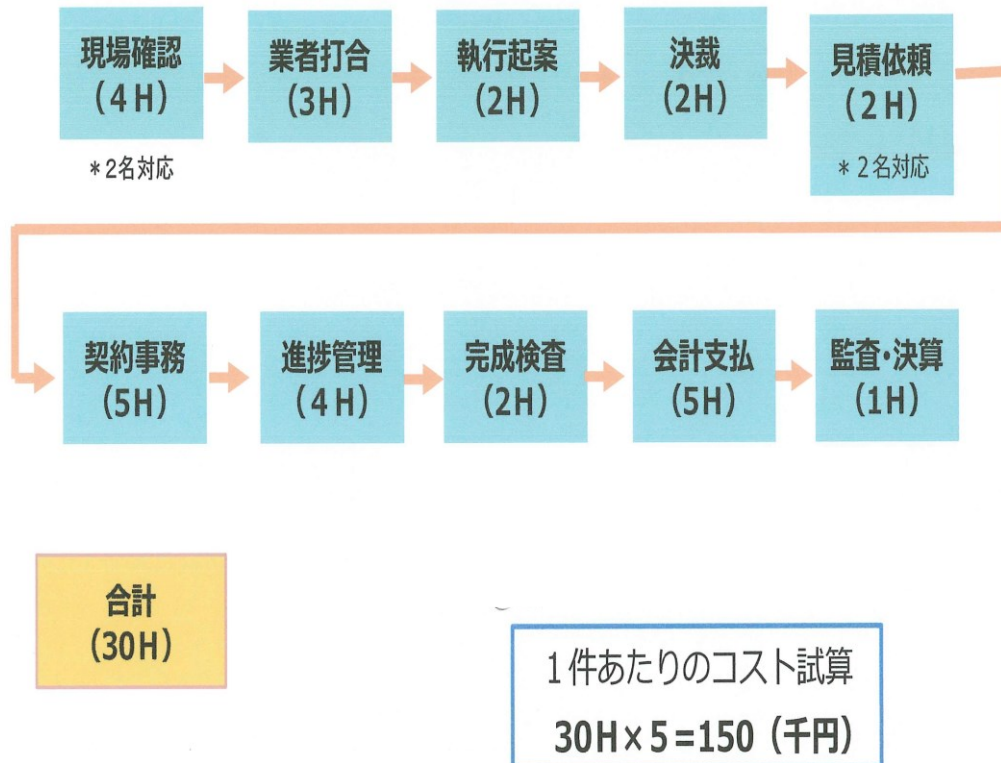 現場確認
(4H)
*2名対応
業者打合
(3H)
執行起案
(2H)
決裁
(2H)
見積依頼
(2H)
*2名対応
契約事務
(5H)
進捗管理
(4H)
完成検査
(2H)
会計支払
(5H)
監査・決算
(1H)
合計
(30H)
1件あたりのコスト試算
30H×5=150(千円)